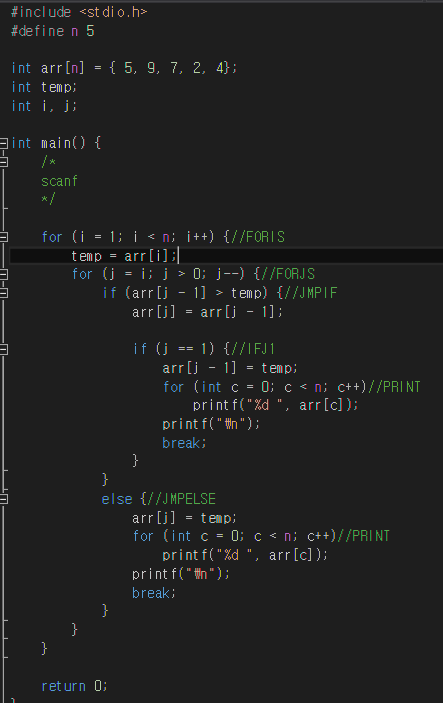 #include <stdio.h>
#define n 5
int arr[n] = { 5, 9, 7, 2, 4};
int temp;
int i, j;
int main() {
/*
scanf
*/
for (i = 1; i < n; i++) {//FORIS
temp = arr[i];
for (j = i; j > 0; j--) {//FORJS
if (arr[j - 1] > temp) {//JMPIF
arr[j] = arr[j - 1];
if (j == 1) {//IFJ1
arr[j - 1] = temp;
for (int c = 0; c < n; c++)//PRINT
printf("%d ", arr[c]);
printf("₩n");
break;
}
}
else {//JMPELSE
arr[j] = temp;
for (int c = 0; c < n; c++)//PRINT
printf("%d ", arr[c]);
printf("₩n");
break;
}
}
}
return 0;
}